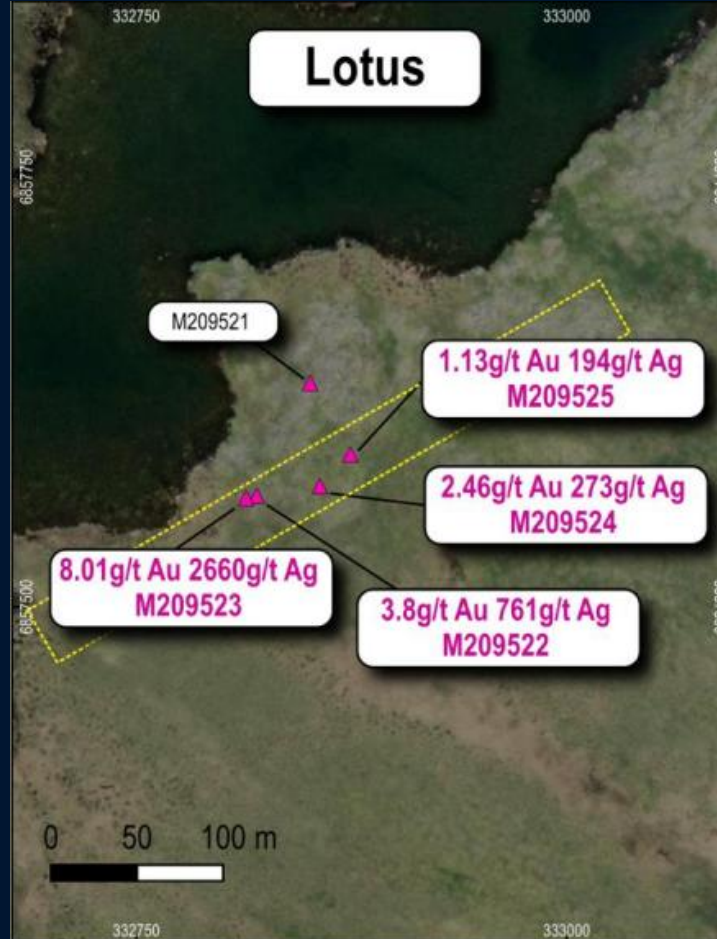 332750
333000
Lotus
6857750
M209521
1.13g/t Au 194g/t Ag
M209525
2.46g/t Au 273g/t Ag
M209524
8.01g/t Au 2660g/t Ag
M209523
3.8g/t Au 761g/t Ag
M209522
6857500
0 50 100 m
332750
333000